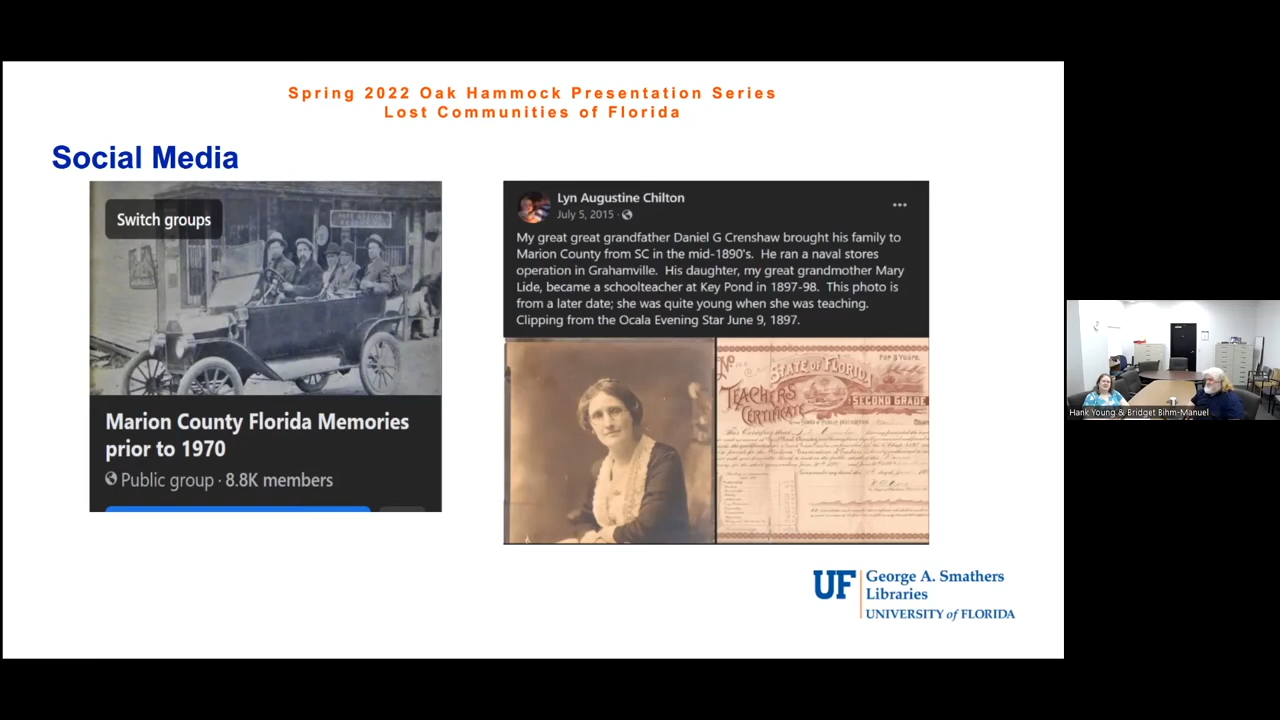 Spring 2022 Oak Hammock Presentation Series
Lost Communities of Florida
Social Media
Switch groups
Marion County Florida Memories
prior to 1970
Public group · 8.8K members
Lyn Augustine Chilton
July 5, 2015 ·
My great great grandfather Daniel G Crenshaw brought his family to
Marion County from SC in the mid-1890's. He ran a naval stores
operation in Grahamville. His daughter, my great grandmother Mary
Lide, became a schoolteacher at Key Pond in 1897-98. This photo is
from a later date; she was quite young when she was teaching.
Clipping from the Ocala Evening Star June 9, 1897.
No
STATE OF FLORIDA
TEACHERS
CERTIFICATE
SECOND GRADE
UF
George A. Smathers
Libraries
UNIVERSITY of FLORIDA
Hank Young & Bridget Bihm-Manuel